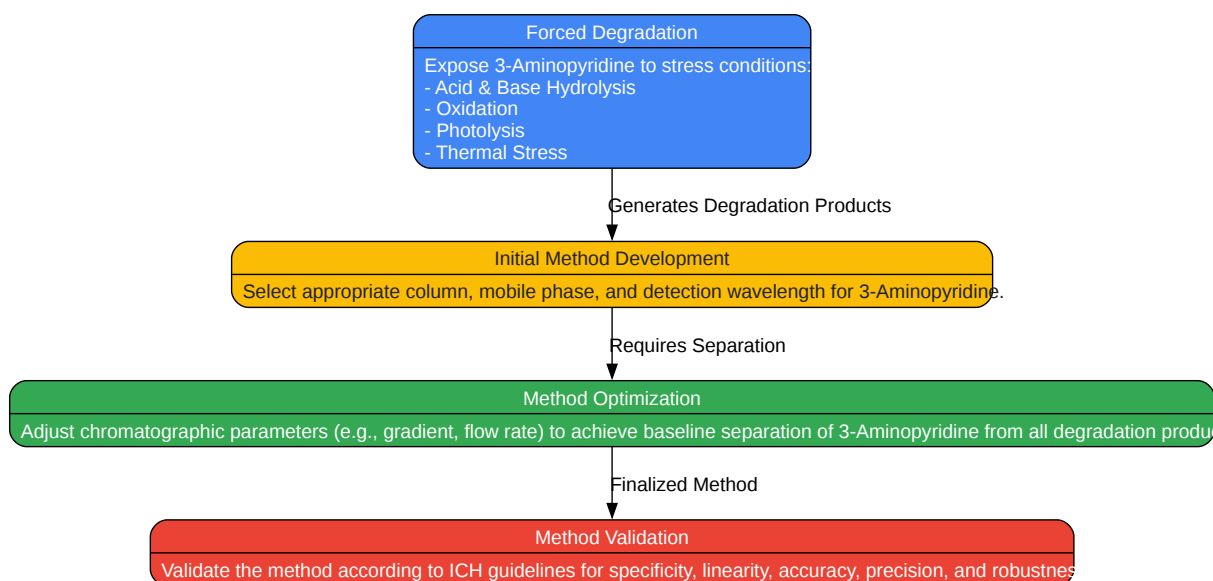 Forced Degradation
Expose 3-Aminopyridine to stress conditions:
- Acid & Base Hydrolysis
- Oxidation
- Photolysis
- Thermal Stress
Generates Degradation Products
Initial Method Development
Select appropriate column, mobile phase, and detection wavelength for 3-Aminopyridine.
Requires Separation
Method Optimization
Adjust chromatographic parameters (e.g., gradient, flow rate) to achieve baseline separation of 3-Aminopyridine from all degradation produ
Finalized Method
Method Validation
Validate the method according to ICH guidelines for specificity, linearity, accuracy, precision, and robustnes